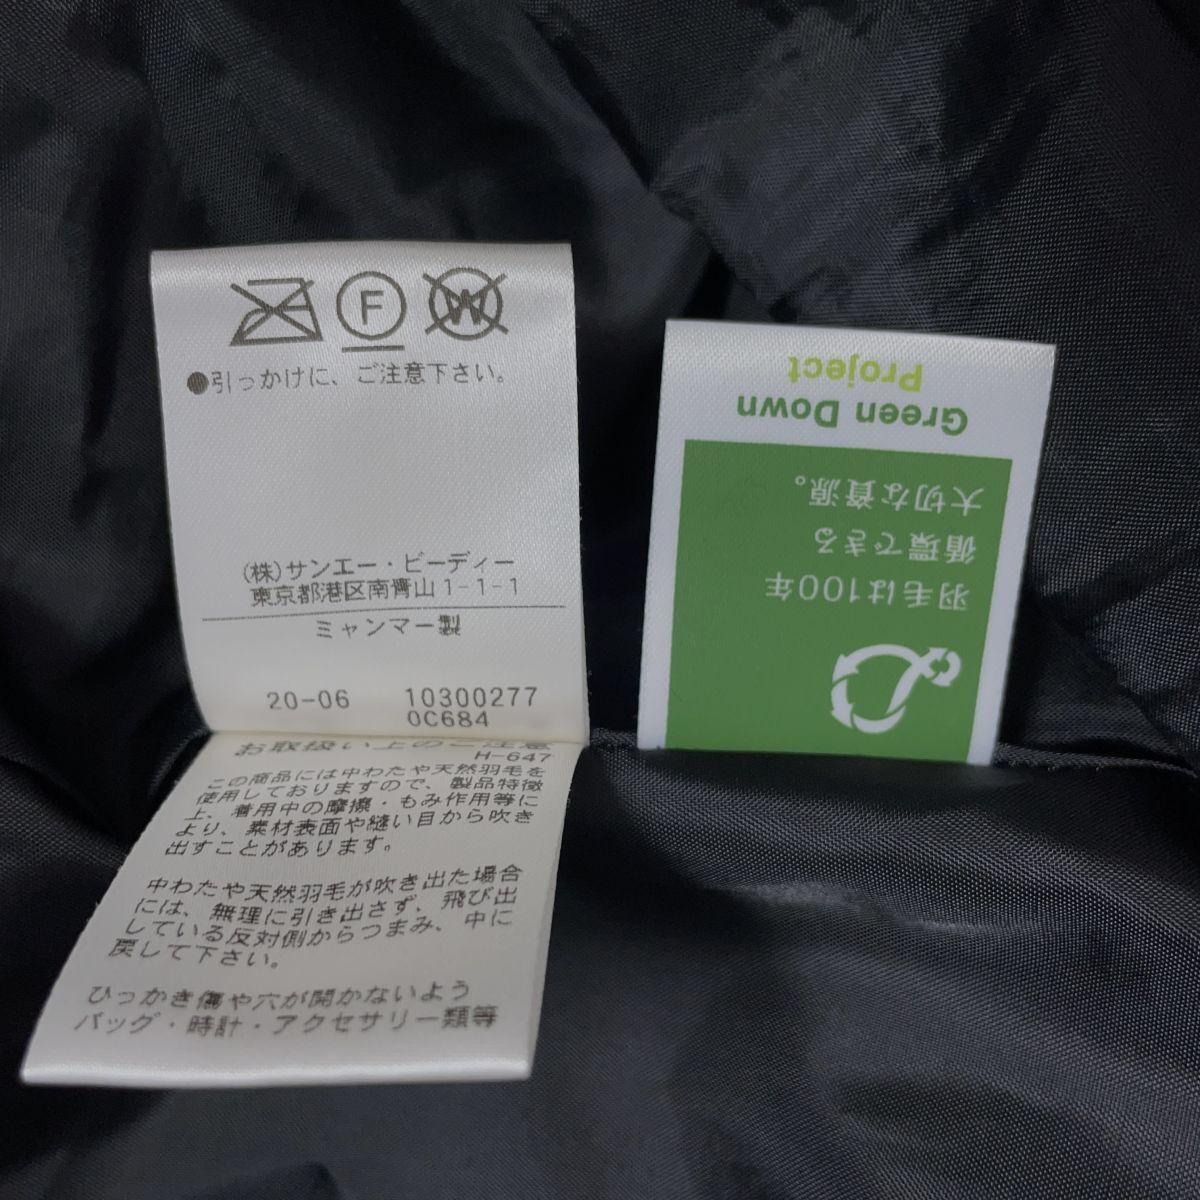 F
W
●引っかけに、ご注意下さい。
(株)サンエー・ビーディー
東京都港区南青山1-1-1
ミャンマー製
20-06 10300277
0C684
お取扱い上のご注意
H-647
この商品には中わたや天然羽毛を
使用しておりますので、製品特徴
上、着用中の摩擦・もみ作用等に
より、素材表面や縫い目から吹き
出すことがあります。
中わたや天然羽毛が吹き出た場合
には、無理に引き出さず、飛び出
している反対側からつまみ、中に
戻して下さい。
ひっかき傷や穴が開かないよう
バッグ・時計・アクセサリー類等
羽毛は100年
循環できる
大切な資源。
Green Down
Project